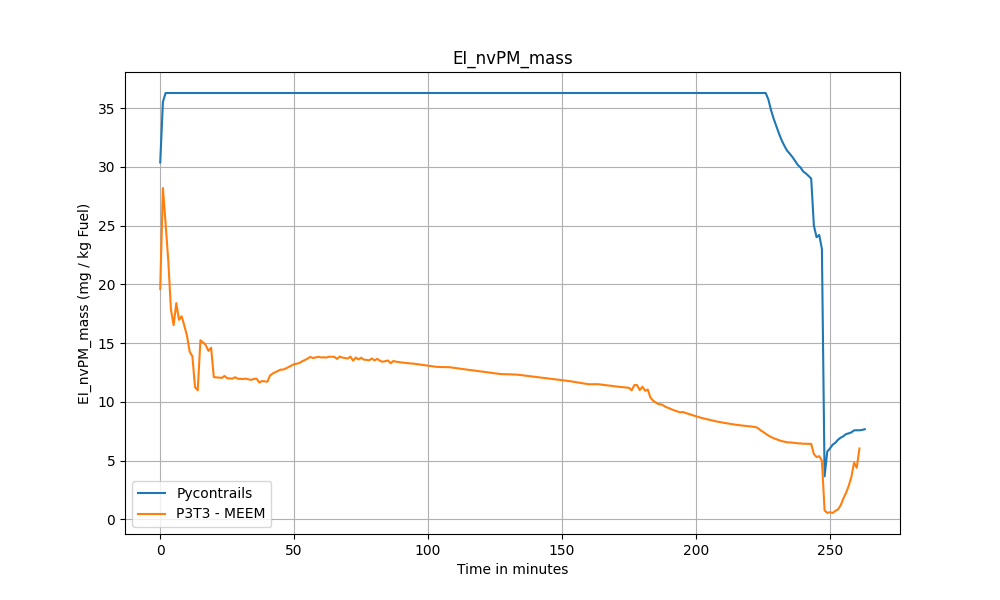 EI_nvPM_mass
EI_nvPM_mass (mg / kg Fuel)
35
30
25
20
15
10
5
0
Pycontrails
P3T3 - MEEM
0 50 100 150 200 250
Time in minutes